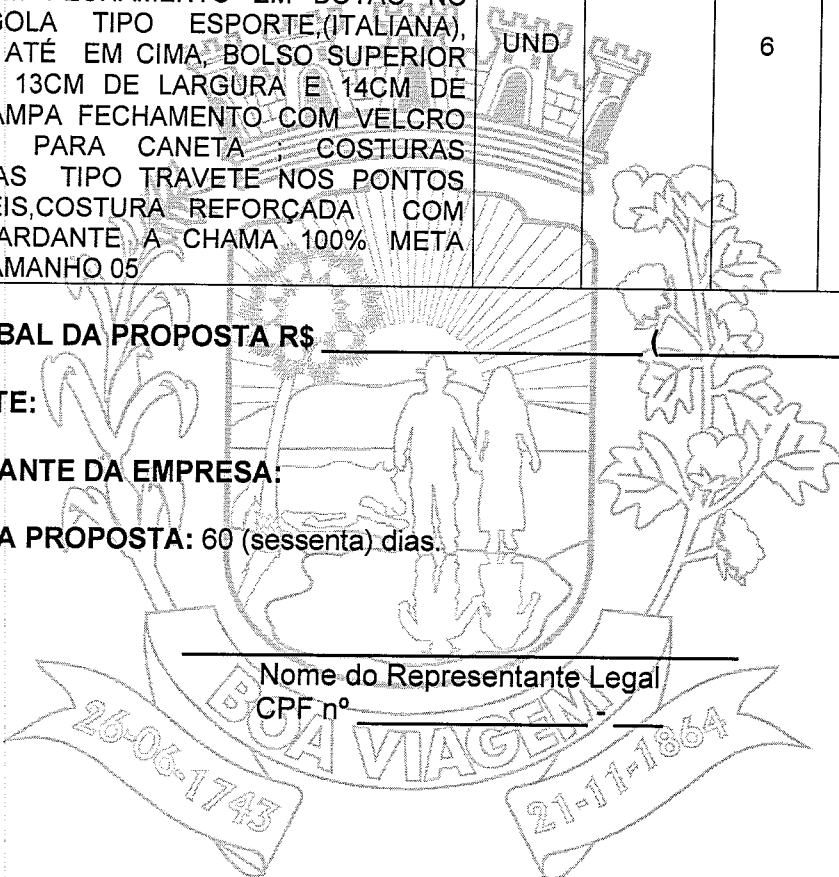 GOLA TIPO ESPORTE,(ITALIANA),
ATÉ EM CIMA, BOLSO SUPERIOR
13CM DE LARGURA E 14CM DE
AMPA FECHAMENTO COM VELCRO
PARA CANETA ; COSTURAS
AS TIPO TRAVETE NOS PONTOS
EIS,COSTURA REFORÇADA COM
ARDANTE A CHAMA 100% META
AMANHO 05
UND
6
BAL DA PROPOSTA R$ (
TE:
ANTE DA EMPRESA:
A PROPOSTA: 60 (sessenta) dias.
Nome do Representante Legal
CPF nº -
BOA VIAGEM
26-06-1743
21-11-1864